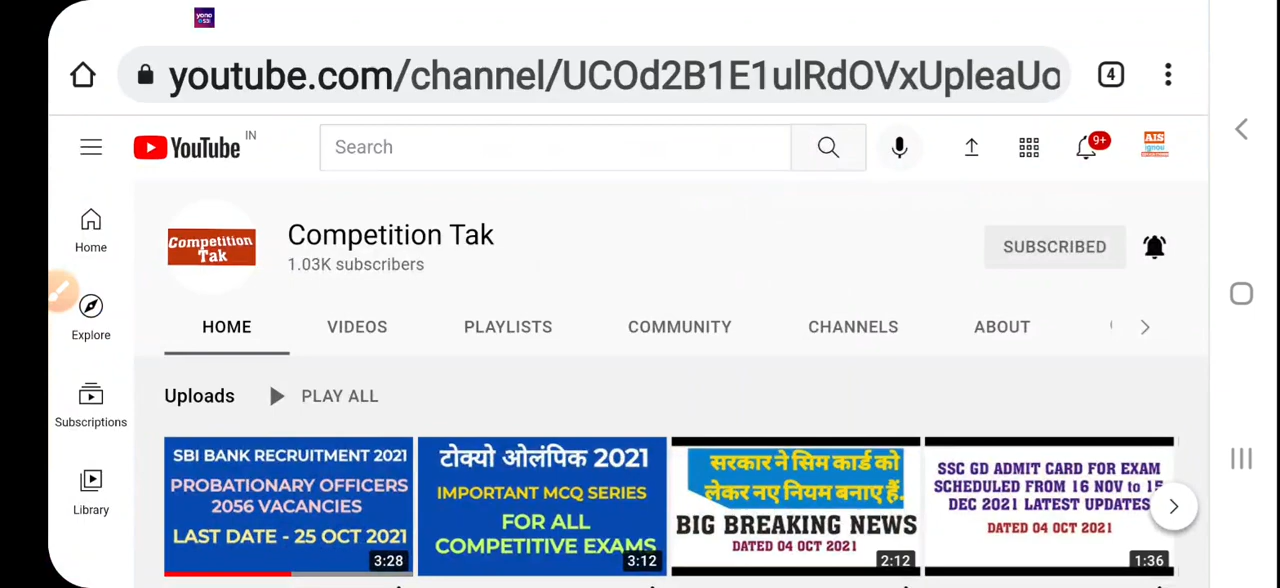 yono
SBI
youtube.com/channel/UCOd2B1E1ulRdOVxUpleaUo
4
YouTube IN
Search
9+
AIS
ignou
Home
Explore
Subscriptions
Library
Competition
Tak
Competition Tak
1.03K subscribers
SUBSCRIBED
HOME
VIDEOS
PLAYLISTS
COMMUNITY
CHANNELS
ABOUT
Uploads
PLAY ALL
SBI BANK RECRUITMENT 2021
PROBATIONARY OFFICERS
2056 VACANCIES
LAST DATE - 25 OCT 2021
3:28
टोक्यो ओलंपिक 2021
IMPORTANT MCQ SERIES
FOR ALL
COMPETITIVE EXAMS
3:12
सरकार ने सिम कार्ड को
लेकर नए नियम बनाए हैं.
BIG BREAKING NEWS
DATED 04 OCT 2021
2:12
SSC GD ADMIT CARD FOR EXAM
SCHEDULED FROM 16 NOV to 15
DEC 2021 LATEST UPDATES
DATED 04 OCT 2021
1:36